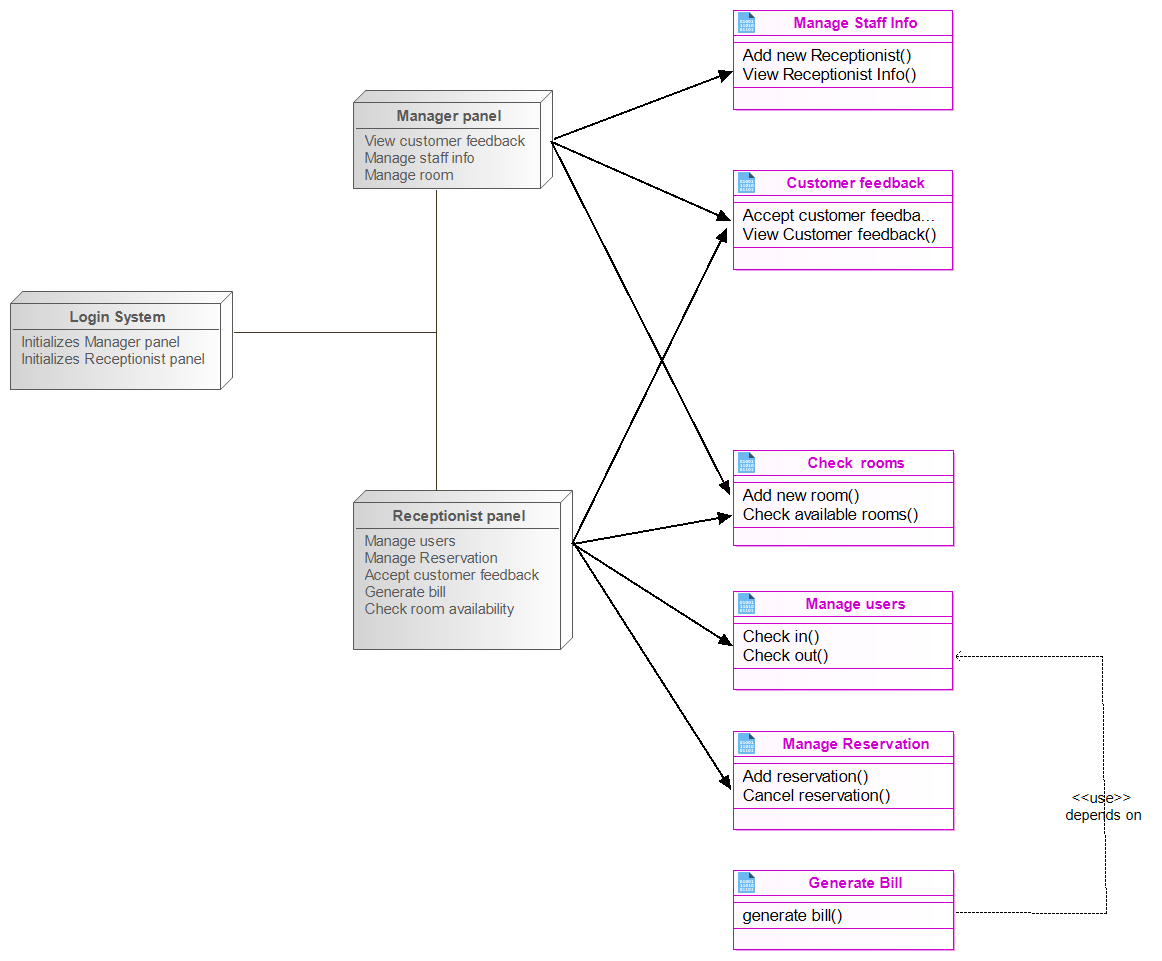 Manage Staff Info
Add new Receptionist()
View Receptionist Info()
Manager panel
View customer feedback
Manage staff info
Manage room
Customer feedback
Accept customer feedba...
View Customer feedback()
Login System
Initializes Manager panel
Initializes Receptionist panel
Check rooms
Add new room()
Check available rooms()
Receptionist panel
Manage users
Manage Reservation
Accept customer feedback
Generate bill
Check room availability
Manage users
Check in()
Check out()
Manage Reservation
Add reservation()
Cancel reservation()
<<use>>
depends on
Generate Bill
generate bill()